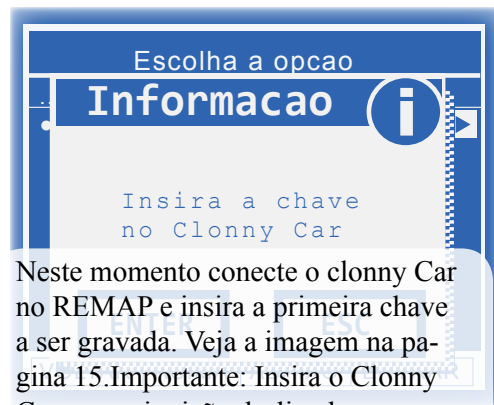 Escolha a opcao
Informacao
Insira a chave
no Clonny Car
Neste momento conecte o clonny Car
no REMAP e insira a primeira chave
a ser gravada. Veja a imagem na pa-
gina 15.Importante: Insira o Clonny
ENTER ESC